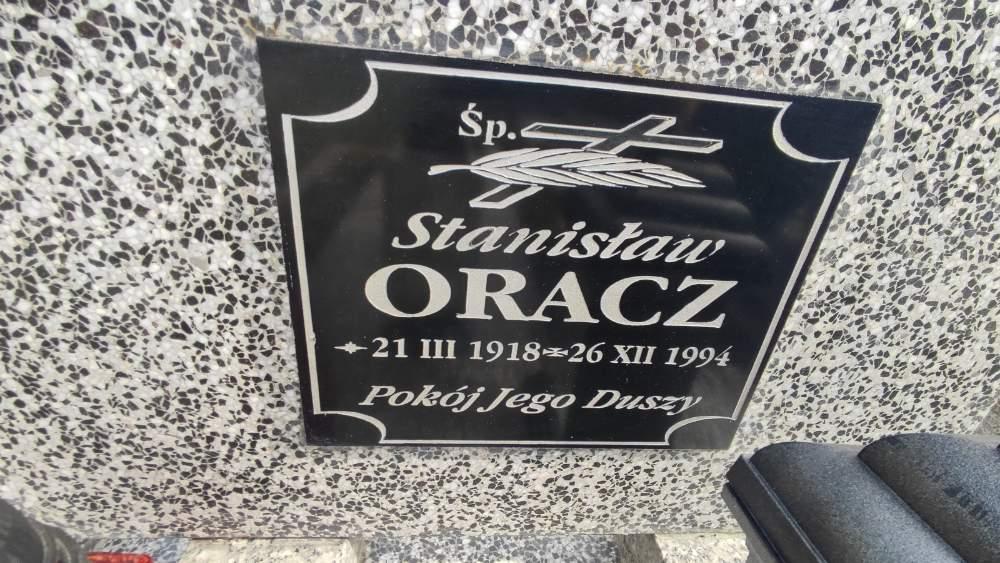 Śp.
Stanisław
ORACZ
21 III 1918 26 XII 1994
Pokój Jego Duszy